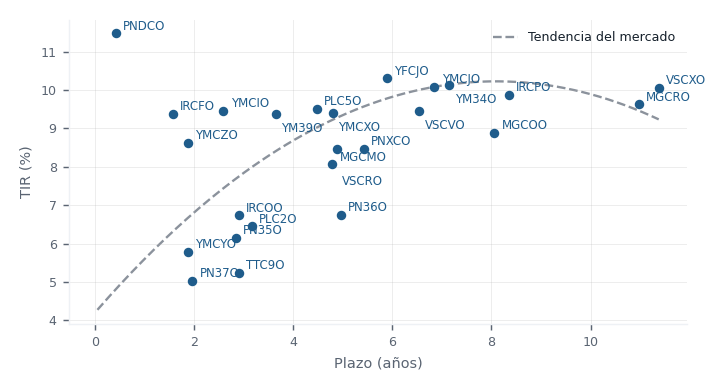 PNDCO
Tendencia del mercado
11
10
9
8
7
6
5
4
TIR (%)
IRCFO
YMCIO
YMCZO
YM39O
PLC5O
YMCXO
YFCJO
YMCJO
YM34O
IRCPO
VSCXO
MGCRO
VSCVO
MGCOO
PNXCO
MGCMO
VSCRO
IRCOO
PLC2O
PN35O
PN36O
YMCYO
PN37O
TTC9O
0
2
4
6
8
10
Plazo (años)